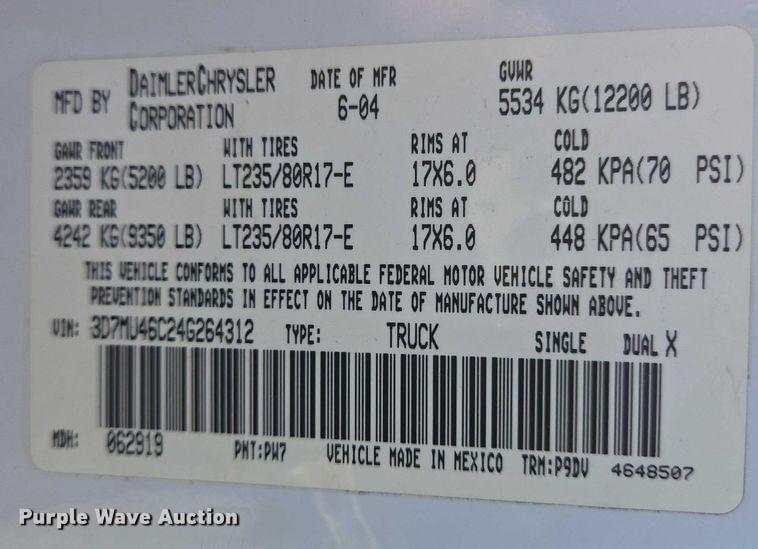 MFD BY DAIMLERCHRYSLER CORPORATION DATE OF MFR 6-04 GVWR 5534 KG(12200 LB)
GAWR FRONT WITH TIRES RIMS AT COLD
2359 KG(5200 LB) LT235/80R17-E 17X6.0 482 KPA(70 PSI)
GAWR REAR WITH TIRES RIMS AT COLD
4242 KG(9350 LB) LT235/80R17-E 17X6.0 448 KPA(65 PSI)
THIS VEHICLE CONFORMS TO ALL APPLICABLE FEDERAL MOTOR VEHICLE SAFETY AND THEFT
PREVENTION STANDARDS IN EFFECT ON THE DATE OF MANUFACTURE SHOWN ABOVE.
VIN: 3D7MU46C24G264312 TYPE: TRUCK SINGLE DUAL X
MDH: 062919 PNT:PW7 VEHICLE MADE IN MEXICO TRM:P9DV 4648507
Purple Wave Auction